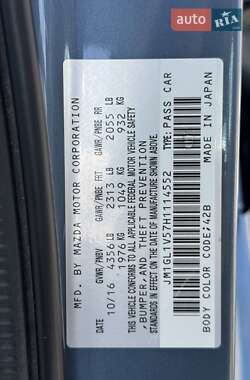 AUTO
RIA
MFD. BY MAZDA MOTOR CORPORATION
DATE GVWR/PNBV GAWR/PNBE FRT GAWR/PNBE RR
10/16 4356 LB 2313 LB 2055 LB
1976 KG 1049 KG 932 KG
THIS VEHICLE CONFORMS TO ALL APPLICABLE FEDERAL MOTOR VEHICLE SAFETY,
BUMPER, AND THEFT PREVENTION
STANDARDS IN EFFECT ON THE DATE OF MANUFACTURE SHOWN ABOVE.
JM1GL1V57H1114552 TYPE:PASS CAR
BODY COLOR CODE;42B MADE IN JAPAN